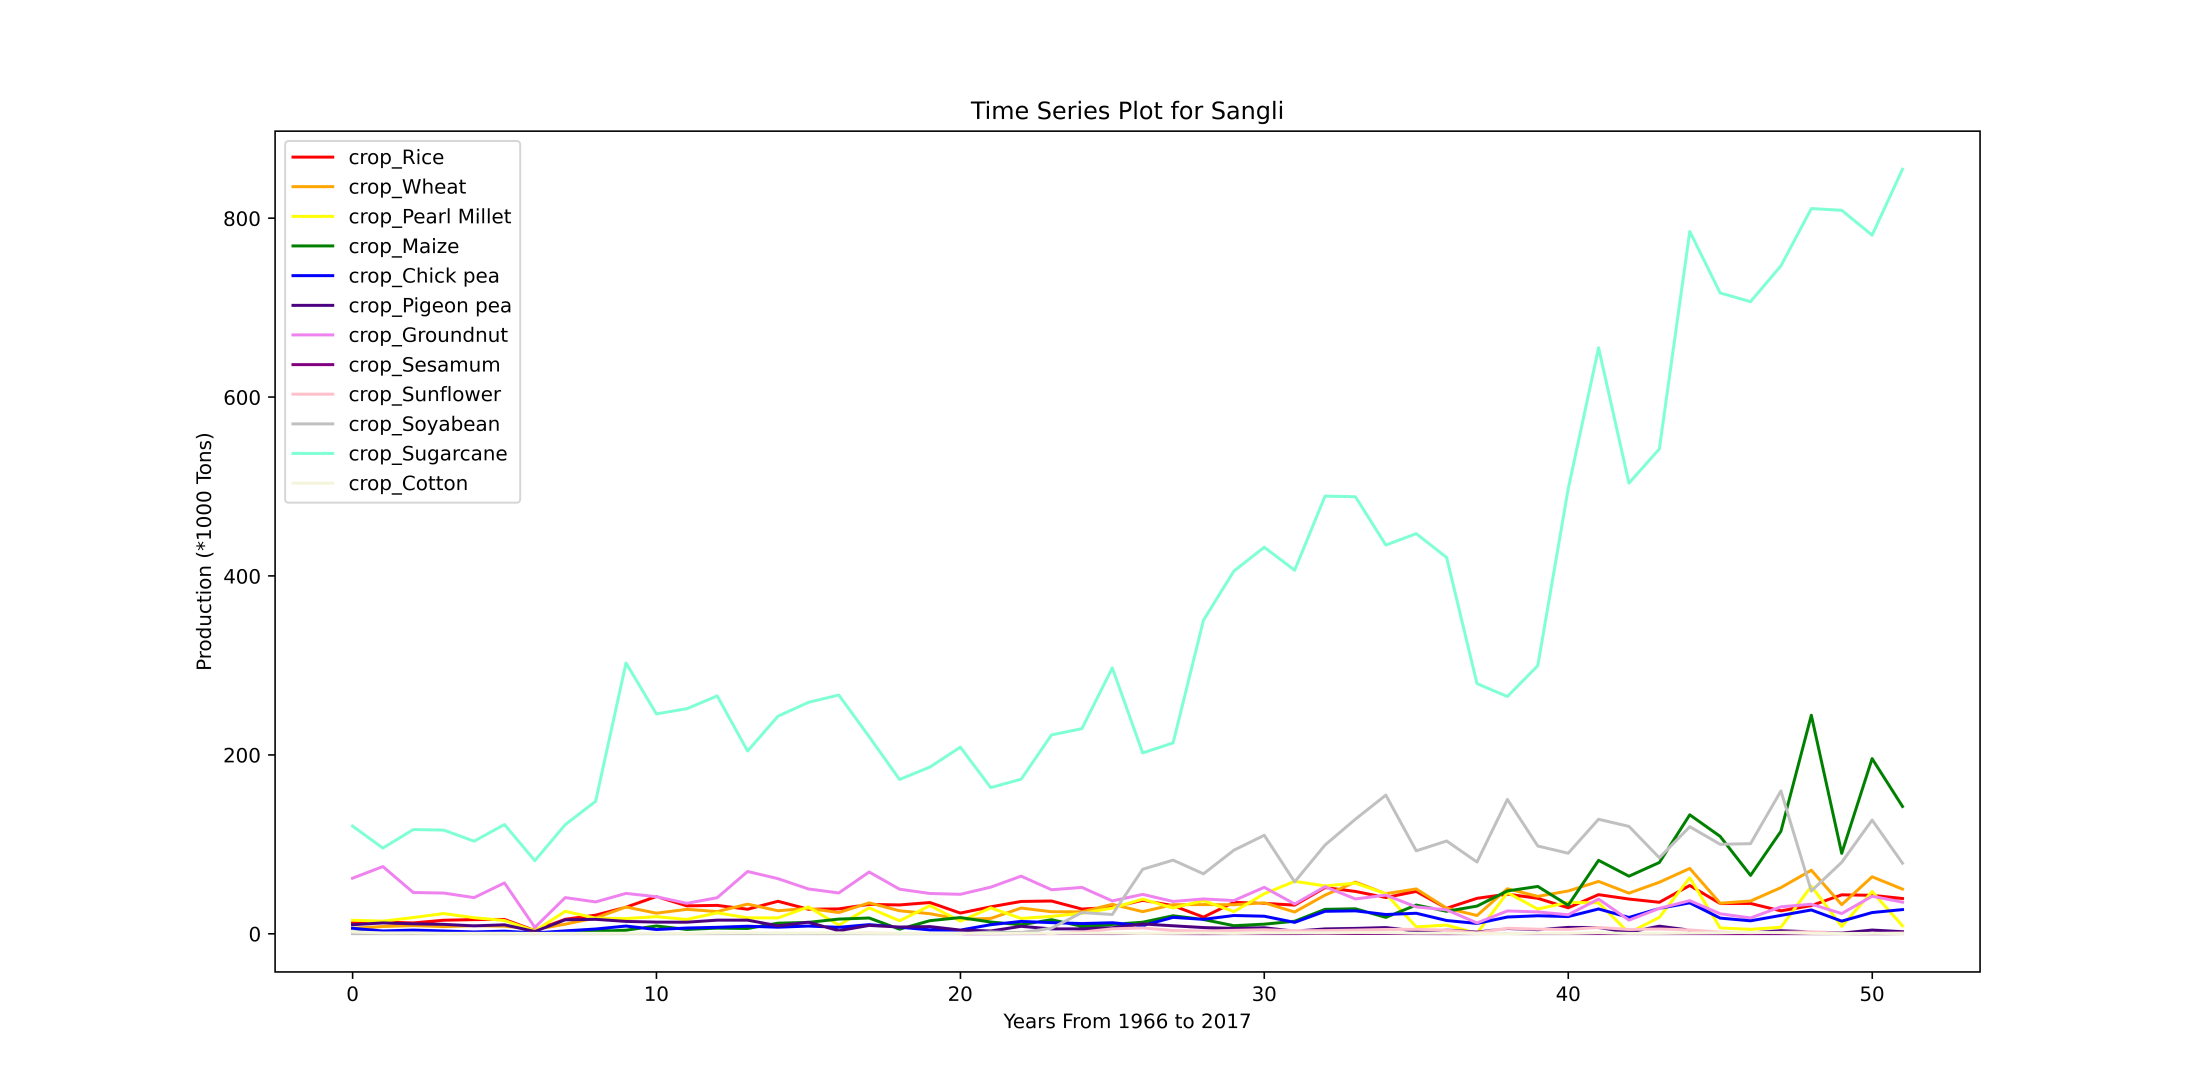 Time Series Plot for Sangli
crop_Rice
crop_Wheat
crop_Pearl Millet
crop_Maize
crop_Chick pea
crop_Pigeon pea
crop_Groundnut
crop_Sesamum
crop_Sunflower
crop_Soyabean
crop_Sugarcane
crop_Cotton
800
600
400
200
0
Production (*1000 Tons)
0 10 20 30 40 50
Years From 1966 to 2017